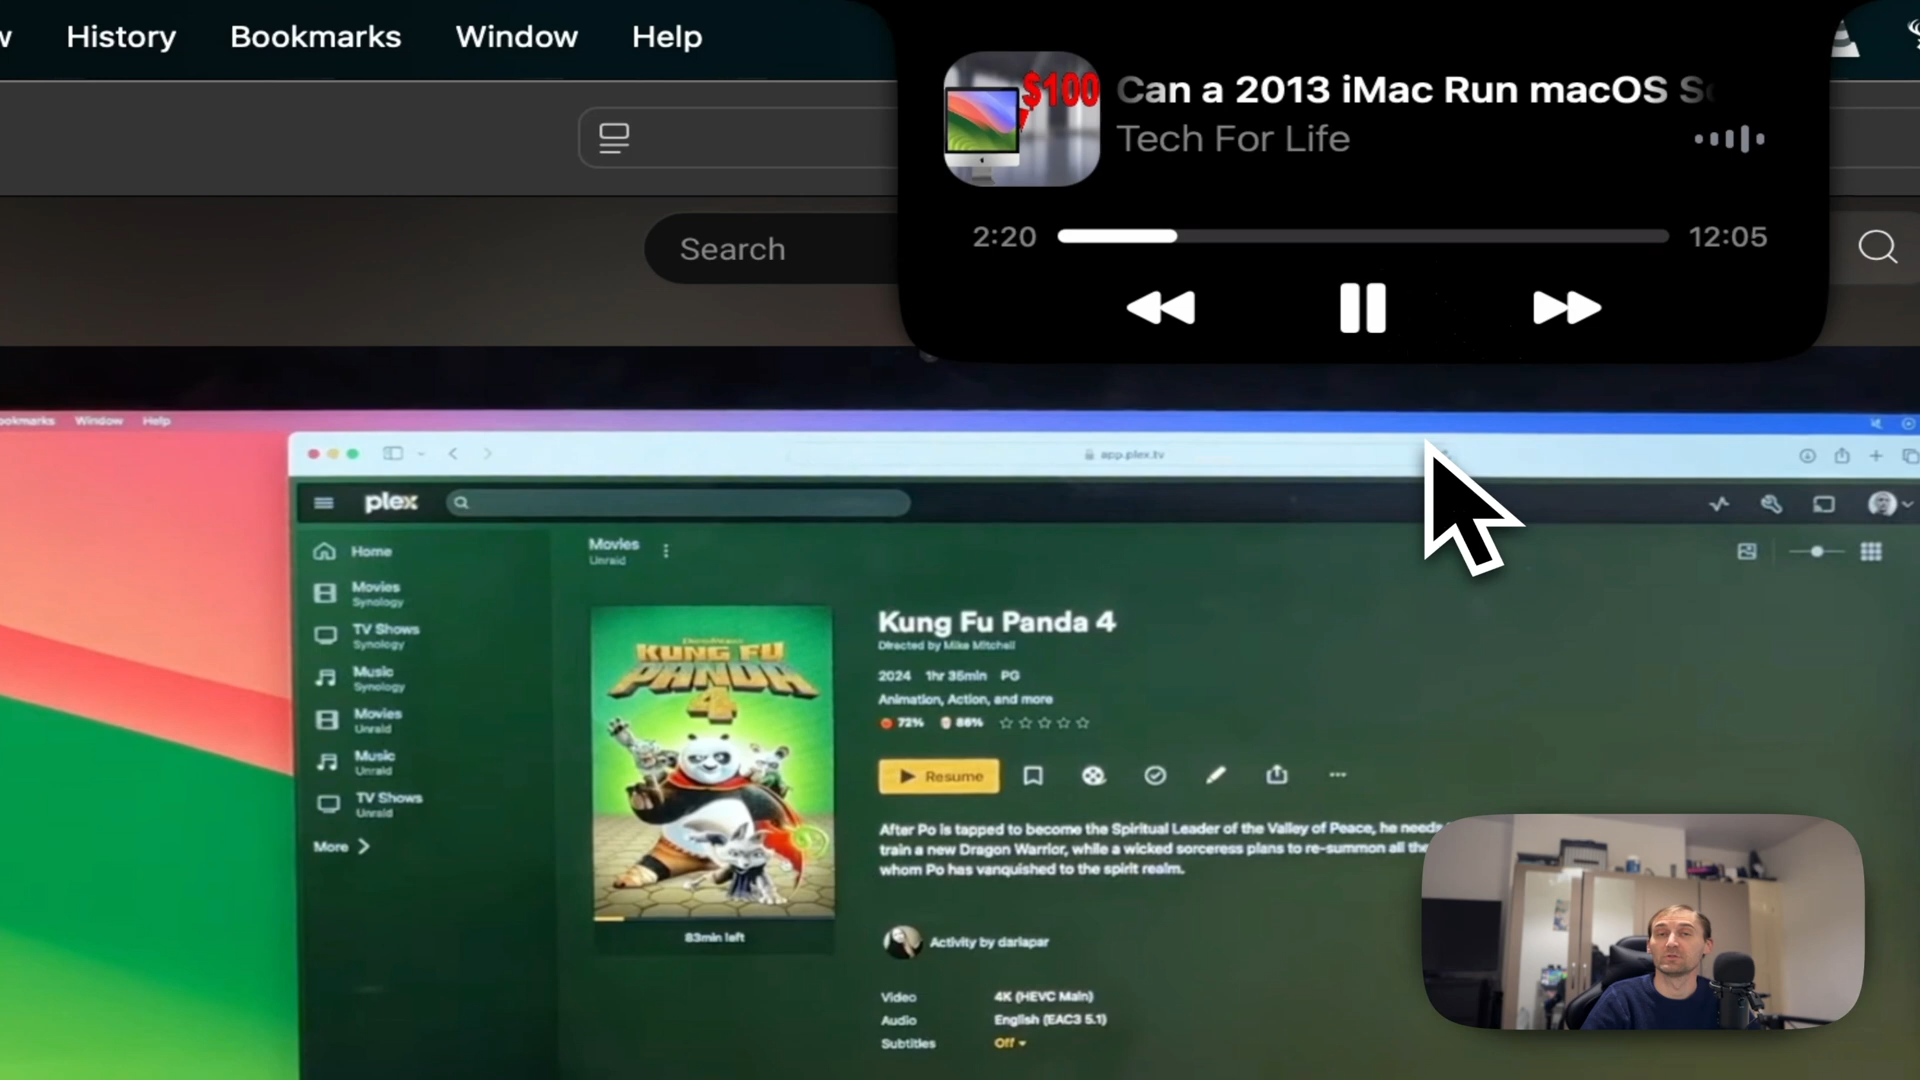 History Bookmarks Window Help
$100
Can a 2013 iMac Run macOS
Tech For Life
2:20 12:05
Search
Window Help
app.plex.tv
plex
Home
Movies
Synology
TV Shows
Synology
Music
Synology
Movies
Unraid
Music
Unraid
TV Shows
Unraid
More
Movies
Unraid
KUNG FU
PANDA
4
83min left
Kung Fu Panda 4
Directed by Mike Mitchell
2024 1hr 35min PG
Animation, Action, and more
72% 86%
Resume
After Po is tapped to become the Spiritual Leader of the Valley of Peace, he needs
train a new Dragon Warrior, while a wicked sorceress plans to re-summon all the
whom Po has vanquished to the spirit realm.
Activity by darlapar
Video 4K (HEVC Main)
Audio English (EAC3 5.1)
Subtitles Off